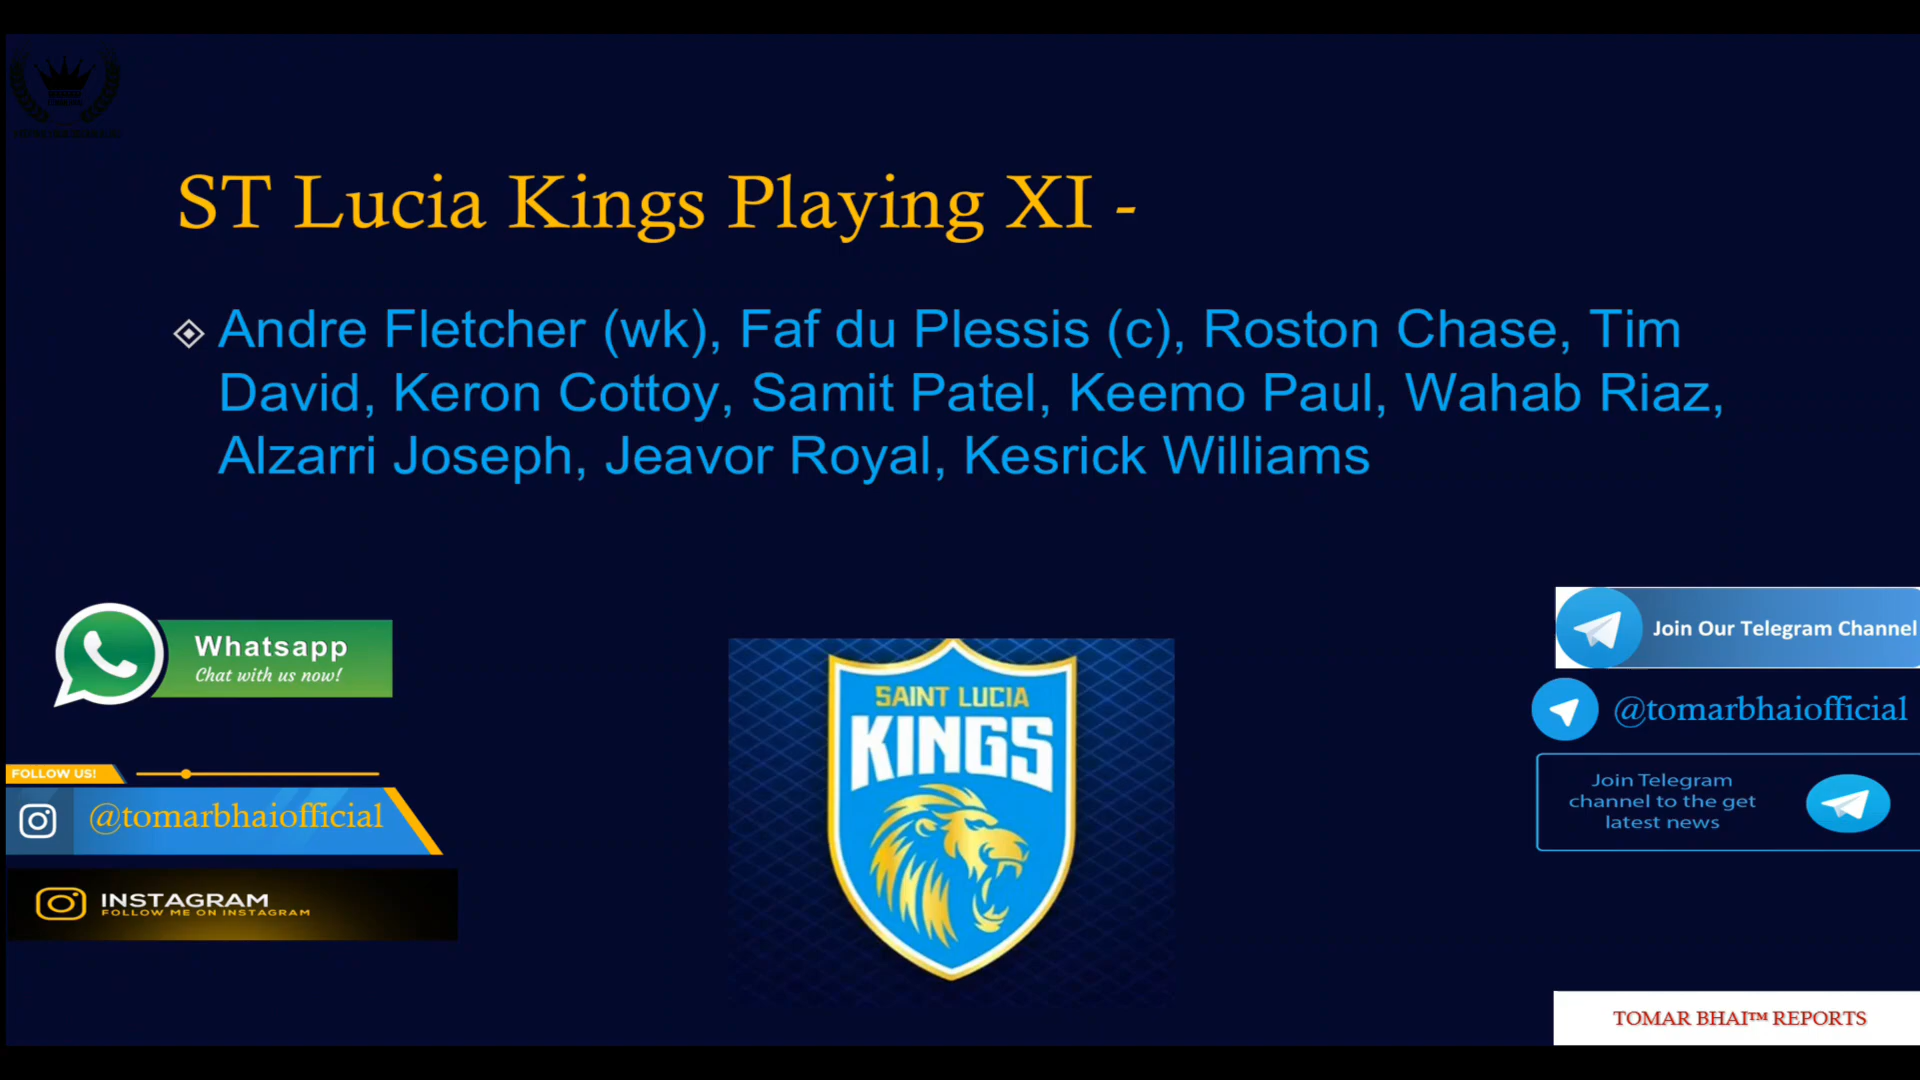 ST Lucia Kings Playing XI -
Andre Fletcher (wk), Faf du Plessis (c), Roston Chase, Tim
David, Keron Cottoy, Samit Patel, Keemo Paul, Wahab Riaz,
Alzarri Joseph, Jeavor Royal, Kesrick Williams
Whatsapp
Chat with us now!
FOLLOW US!
@tomarbhaiofficial
INSTAGRAM
FOLLOW ME ON INSTAGRAM
SAINT LUCIA
KINGS
Join Our Telegram Channel
@tomarbhaiofficial
Join Telegram
channel to the get
latest news
TOMAR BHAI™ REPORTS